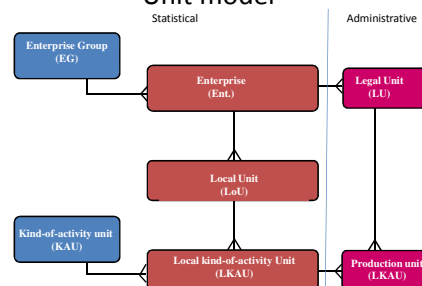 Unit model
Statistical
Administrative
Enterprise Group
(EG)
Enterprise
(Ent.)
Legal Unit
(LU)
Local Unit
(LoU)
Kind-of-activity unit
(KAU)
Local kind-of-activity Unit
(LKAU)
Production unit
(LKAU)